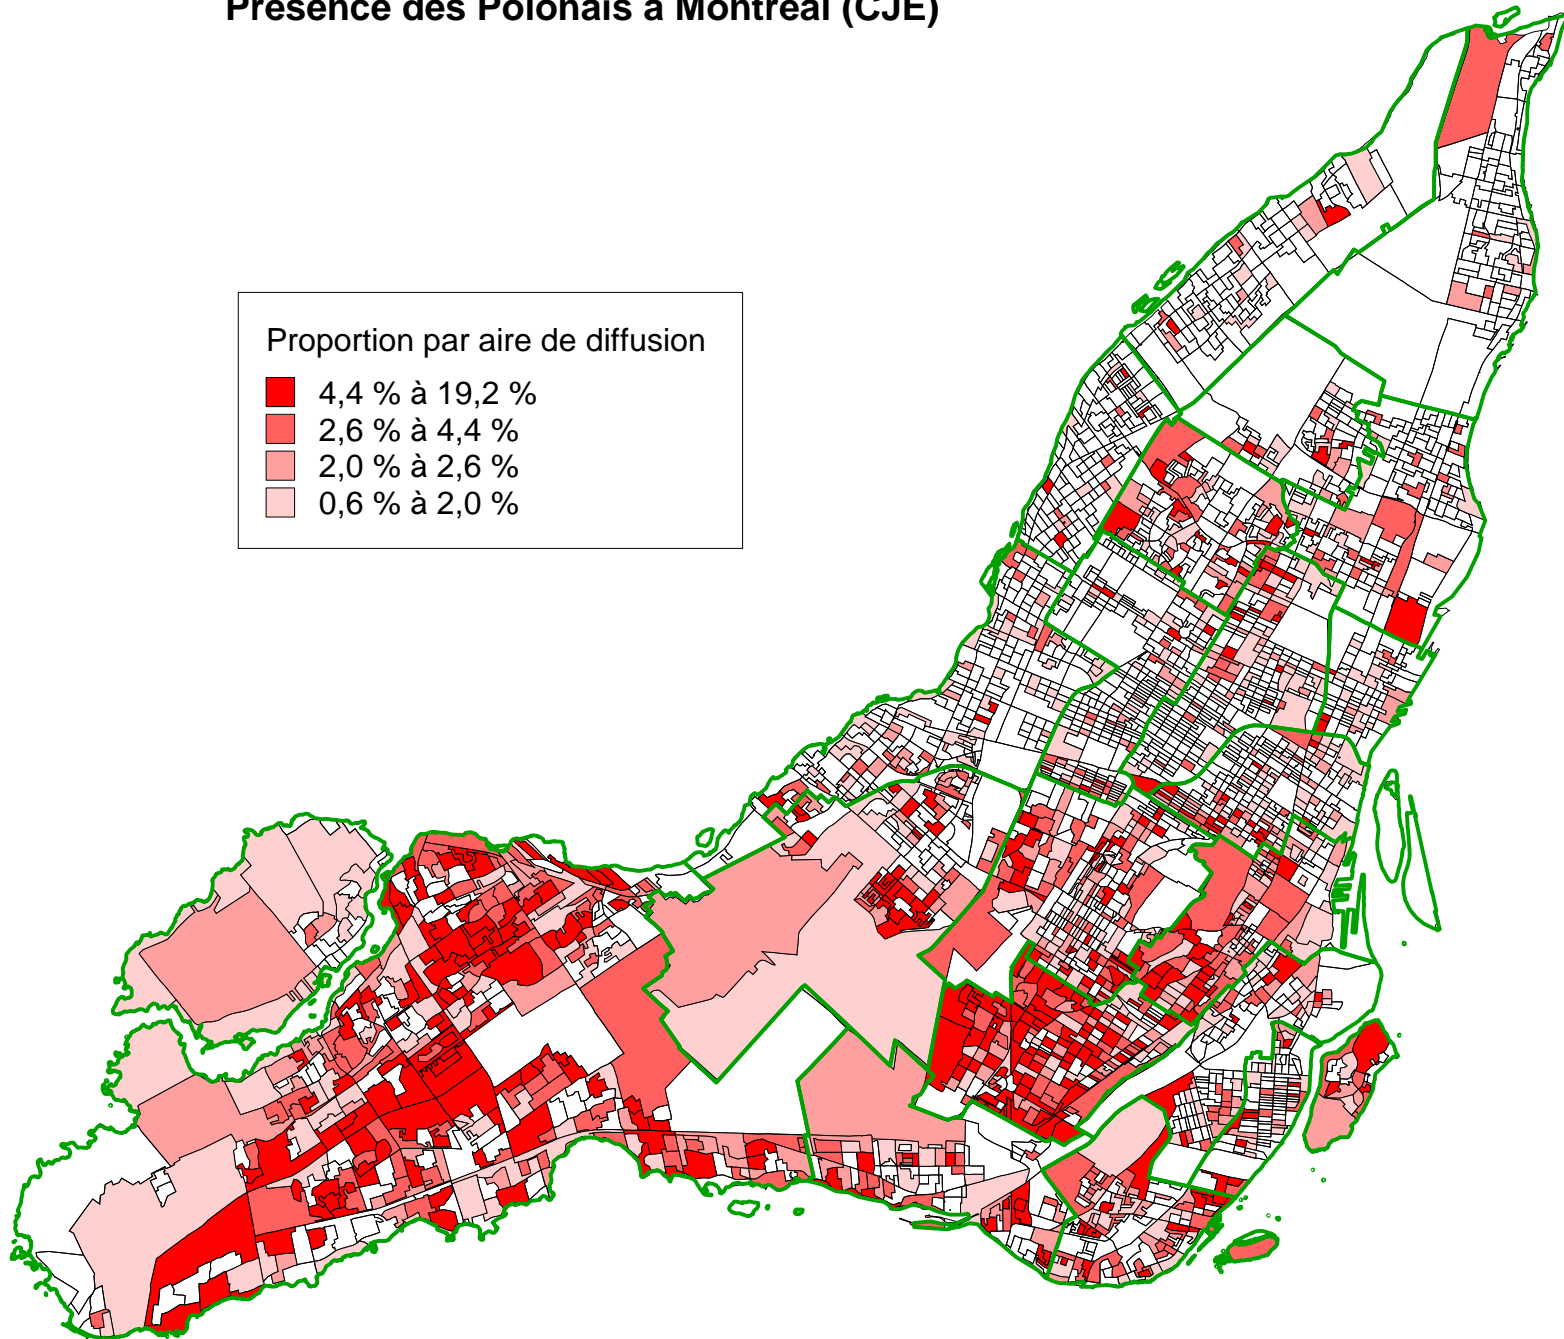 Présence des Polonais à Montréal (CJE)
Proportion par aire de diffusion
4,4 % à 19,2 %
2,6 % à 4,4 %
2,0 % à 2,6 %
0,6 % à 2,0 %